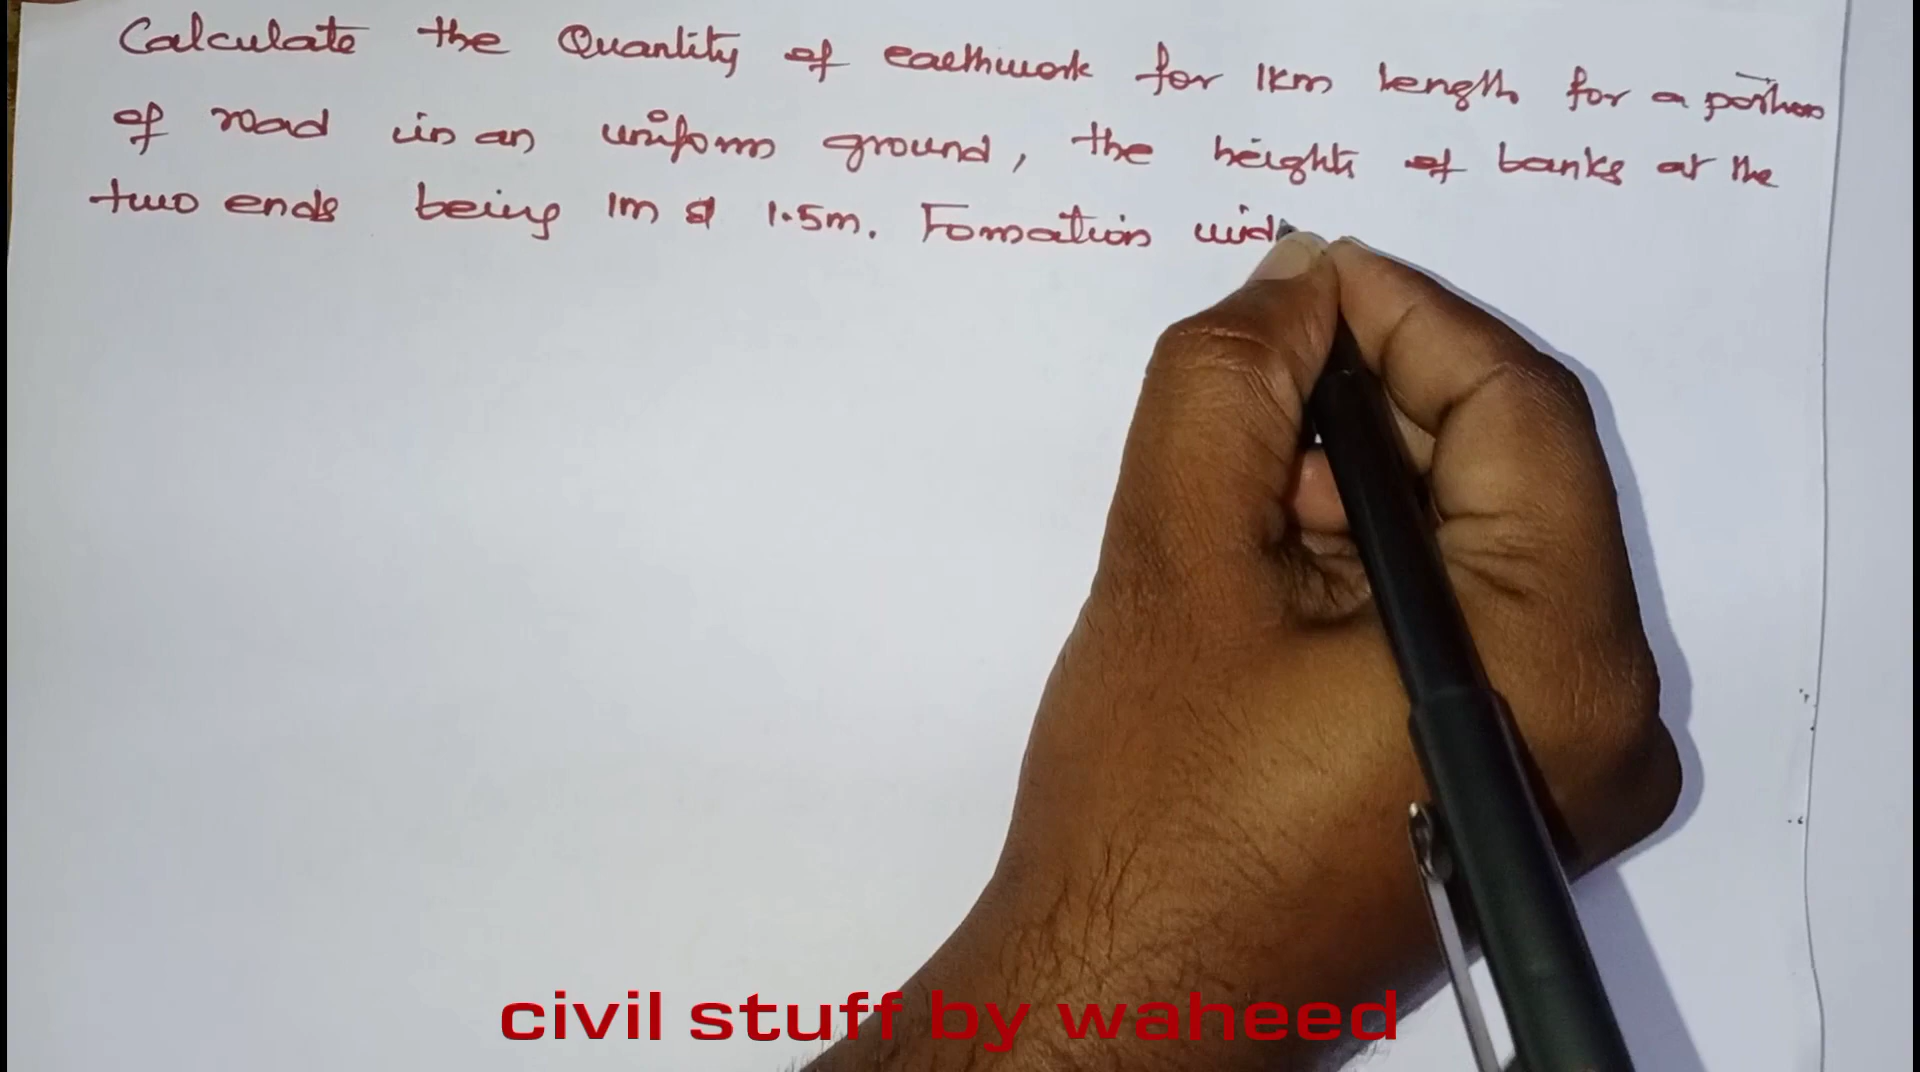 Calculate the Quantity of earthwork for 1km length for a portion
of road in an uniform ground, the heights of banks at the
two ends being 1m & 1.5m. Formation wid
civil stuff by waheed